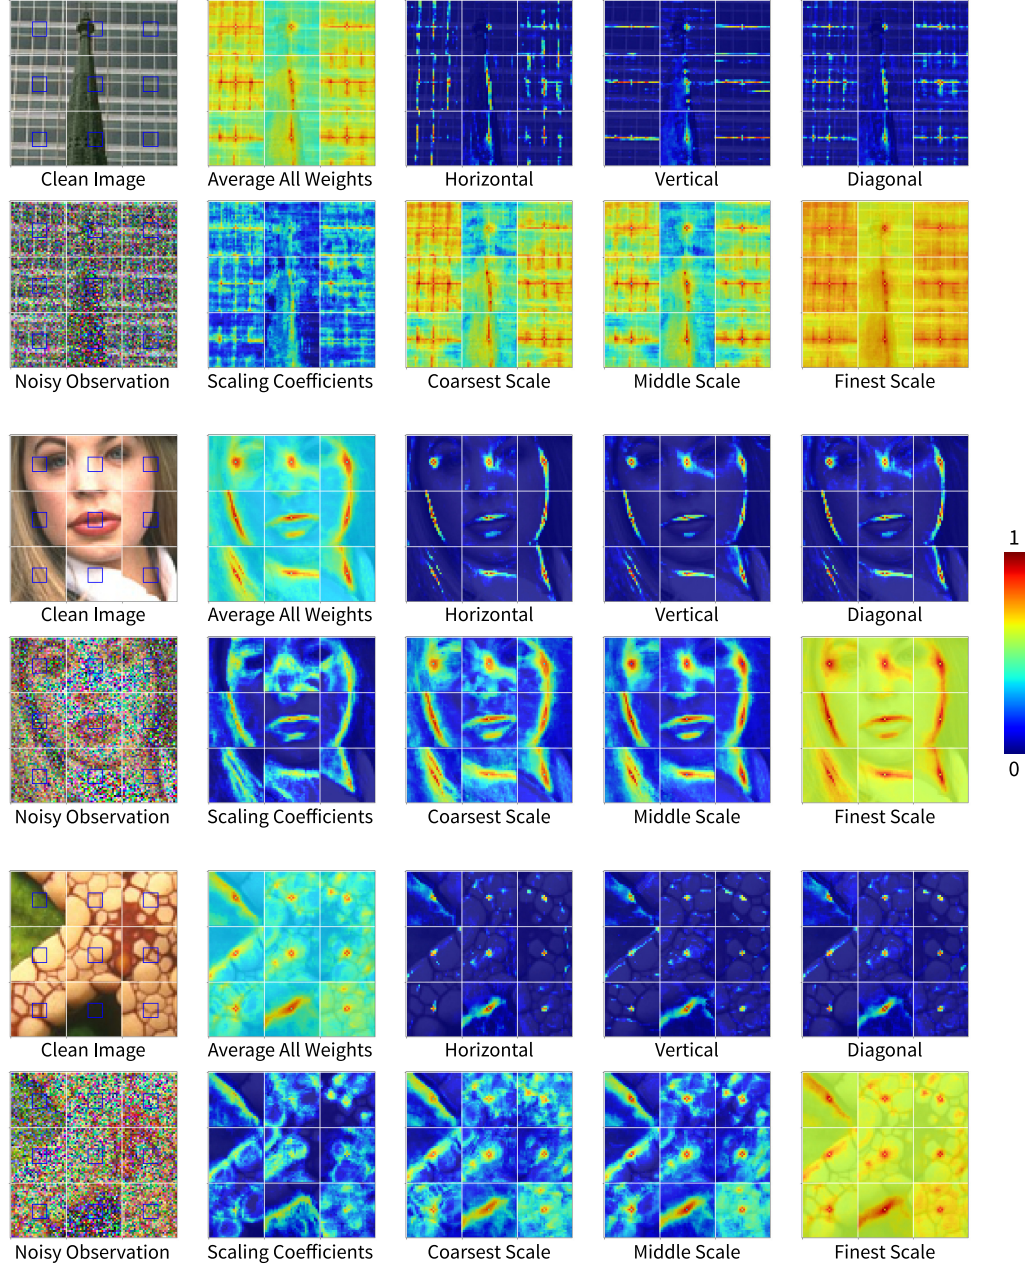 Clean Image Average All Weights Horizontal Vertical Diagonal
Noisy Observation Scaling Coefficients Coarsest Scale Middle Scale Finest Scale
Clean Image Average All Weights Horizontal Vertical Diagonal
1
0
Noisy Observation Scaling Coefficients Coarsest Scale Middle Scale Finest Scale
Clean Image Average All Weights Horizontal Vertical Diagonal
Noisy Observation Scaling Coefficients Coarsest Scale Middle Scale Finest Scale